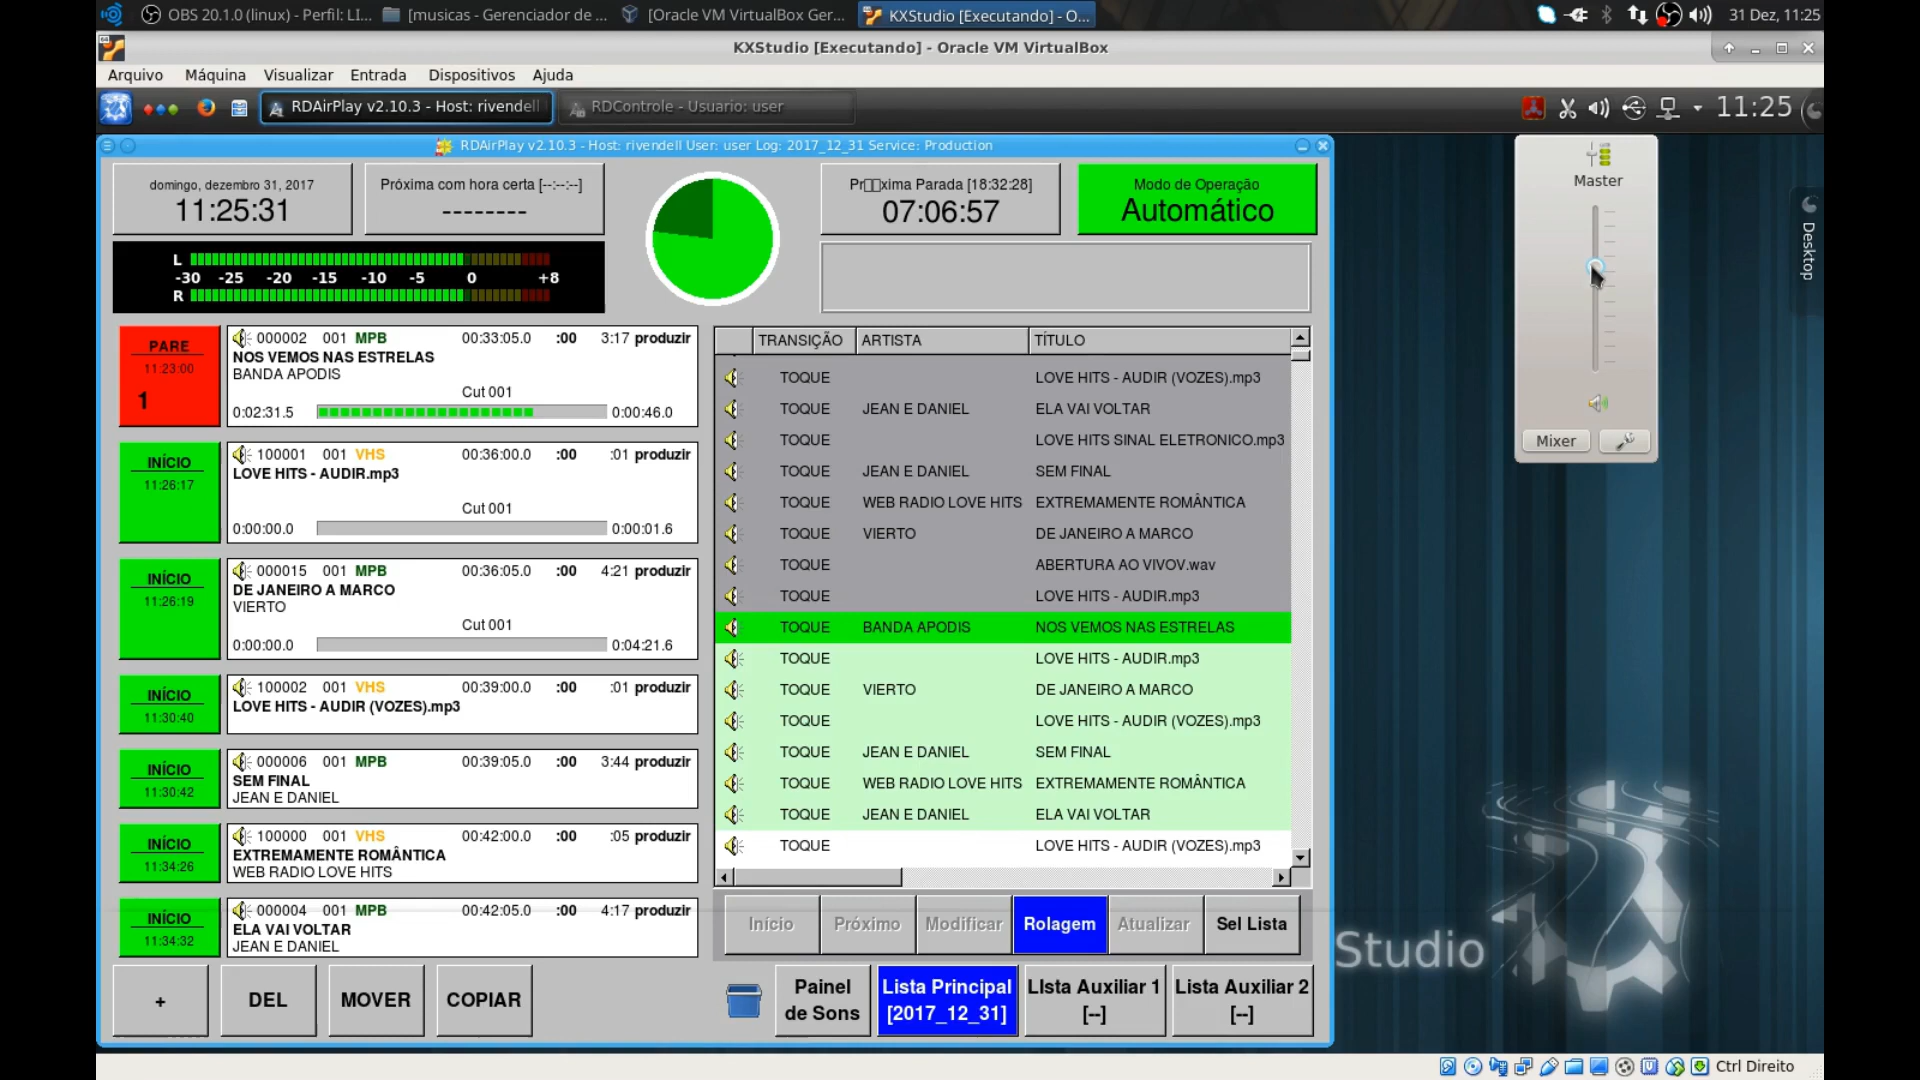 OBS 20.1.0 (linux) - Perfil: LI... [musicas - Gerenciador de ... [Oracle VM VirtualBox Ger... KXStudio [Executando] - O... 31 Dez, 11:25
KXStudio [Executando] - Oracle VM VirtualBox
Arquivo Máquina Visualizar Entrada Dispositivos Ajuda
RDAirPlay v2.10.3 - Host: rivendell RDControle - Usuario: user 11:25
RDAirPlay v2.10.3 - Host: rivendell User: user Log: 2017_12_31 Service: Production
domingo, dezembro 31, 2017
11:25:31
Próxima com hora certa [--:--:--]
--------
Pr□□xima Parada [18:32:28]
07:06:57
Modo de Operação
Automático
L
-30 -25 -20 -15 -10 -5 0 +8
R
PARE
11:23:00
1
000002 001 MPB 00:33:05.0 :00 3:17 produzir
NOS VEMOS NAS ESTRELAS
BANDA APODIS
Cut 001
0:02:31.5 0:00:46.0
INÍCIO
11:26:17
100001 001 VHS 00:36:00.0 :00 :01 produzir
LOVE HITS - AUDIR.mp3
Cut 001
0:00:00.0 0:00:01.6
INÍCIO
11:26:19
000015 001 MPB 00:36:05.0 :00 4:21 produzir
DE JANEIRO A MARCO
VIERTO
Cut 001
0:00:00.0 0:04:21.6
INÍCIO
11:30:40
100002 001 VHS 00:39:00.0 :00 :01 produzir
LOVE HITS - AUDIR (VOZES).mp3
INÍCIO
11:30:42
000006 001 MPB 00:39:05.0 :00 3:44 produzir
SEM FINAL
JEAN E DANIEL
INÍCIO
11:34:26
100000 001 VHS 00:42:00.0 :00 :05 produzir
EXTREMAMENTE ROMÂNTICA
WEB RADIO LOVE HITS
INÍCIO
11:34:32
000004 001 MPB 00:42:05.0 :00 4:17 produzir
ELA VAI VOLTAR
JEAN E DANIEL
+ DEL MOVER COPIAR
TRANSIÇÃO ARTISTA TÍTULO
TOQUE LOVE HITS - AUDIR (VOZES).mp3
TOQUE JEAN E DANIEL ELA VAI VOLTAR
TOQUE LOVE HITS SINAL ELETRONICO.mp3
TOQUE JEAN E DANIEL SEM FINAL
TOQUE WEB RADIO LOVE HITS EXTREMAMENTE ROMÂNTICA
TOQUE VIERTO DE JANEIRO A MARCO
TOQUE ABERTURA AO VIVOV.wav
TOQUE LOVE HITS - AUDIR.mp3
TOQUE BANDA APODIS NOS VEMOS NAS ESTRELAS
TOQUE LOVE HITS - AUDIR.mp3
TOQUE VIERTO DE JANEIRO A MARCO
TOQUE LOVE HITS - AUDIR (VOZES).mp3
TOQUE JEAN E DANIEL SEM FINAL
TOQUE WEB RADIO LOVE HITS EXTREMAMENTE ROMÂNTICA
TOQUE JEAN E DANIEL ELA VAI VOLTAR
TOQUE LOVE HITS - AUDIR (VOZES).mp3
Início Próximo Modificar Rolagem Atualizar Sel Lista
Painel de Sons
Lista Principal [2017_12_31]
LIsta Auxiliar 1 [--]
Lista Auxiliar 2 [--]
Master
Mixer
Desktop
Studio
Ctrl Direito